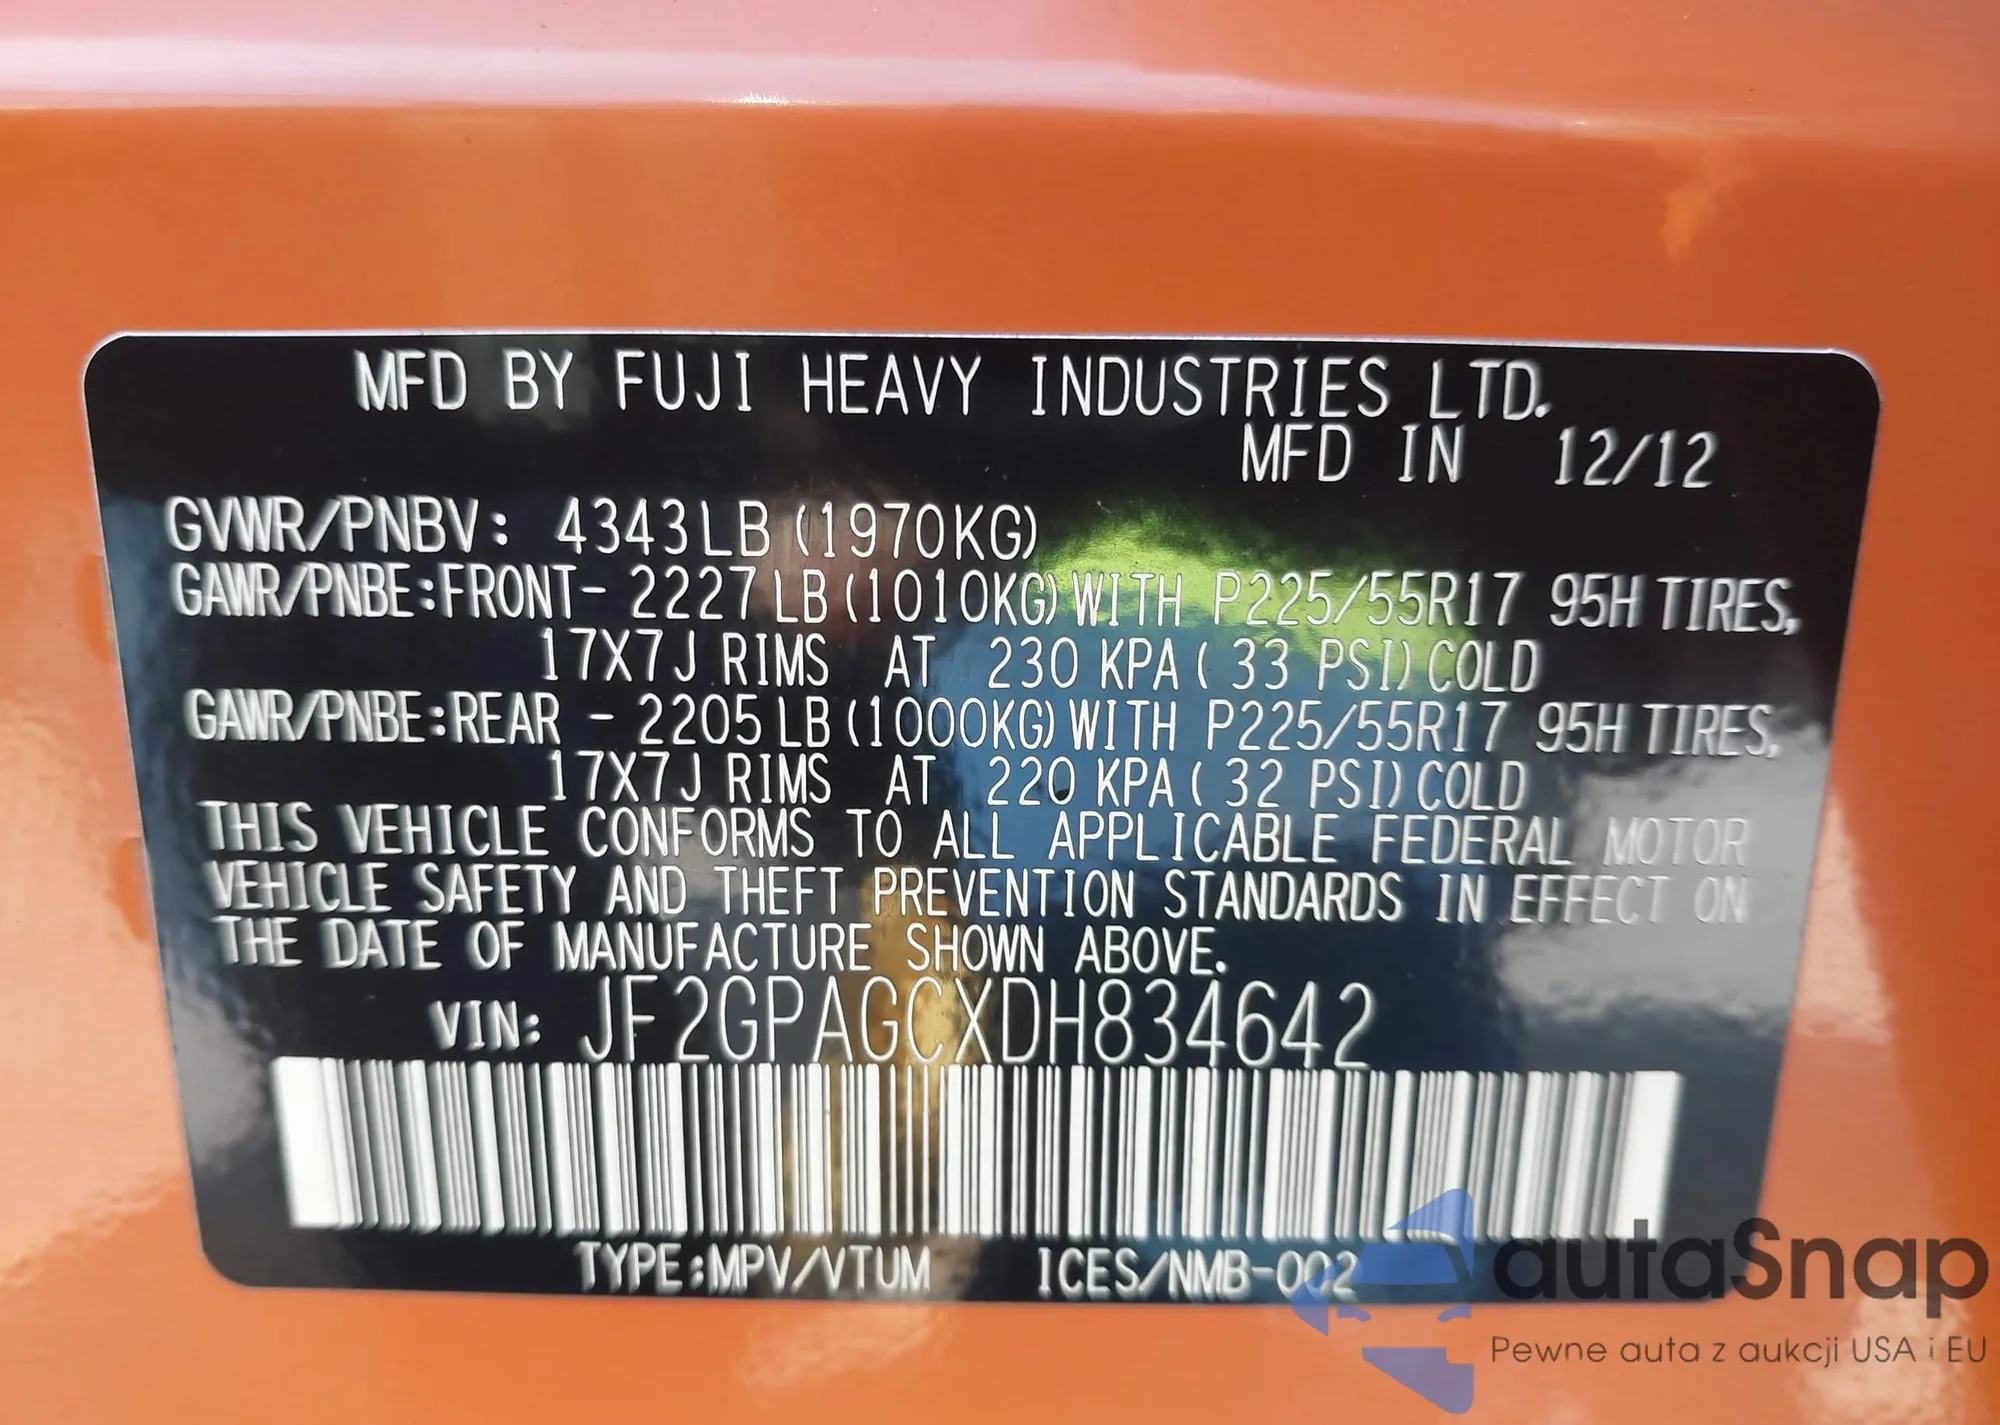 MFD BY FUJI HEAVY INDUSTRIES LTD.
MFD IN 12/12
GVWR/PNBV: 4343LB (1970KG)
GAWR/PNBE:FRONT- 2227LB(1010KG)WITH P225/55R17 95H TIRES,
17X7J RIMS AT 230 KPA( 33 PSI)COLD
GAWR/PNBE:REAR - 2205LB(1000KG)WITH P225/55R17 95H TIRES,
17X7J RIMS AT 220 KPA( 32 PSI)COLD
THIS VEHICLE CONFORMS TO ALL APPLICABLE FEDERAL MOTOR
VEHICLE SAFETY AND THEFT PREVENTION STANDARDS IN EFFECT ON
THE DATE OF MANUFACTURE SHOWN ABOVE.
VIN: JF2GPAGCXDH834642
TYPE:MPV/VTUM ICES/NMB-002
autaSnap
Pewne auta z aukcji USA i EU